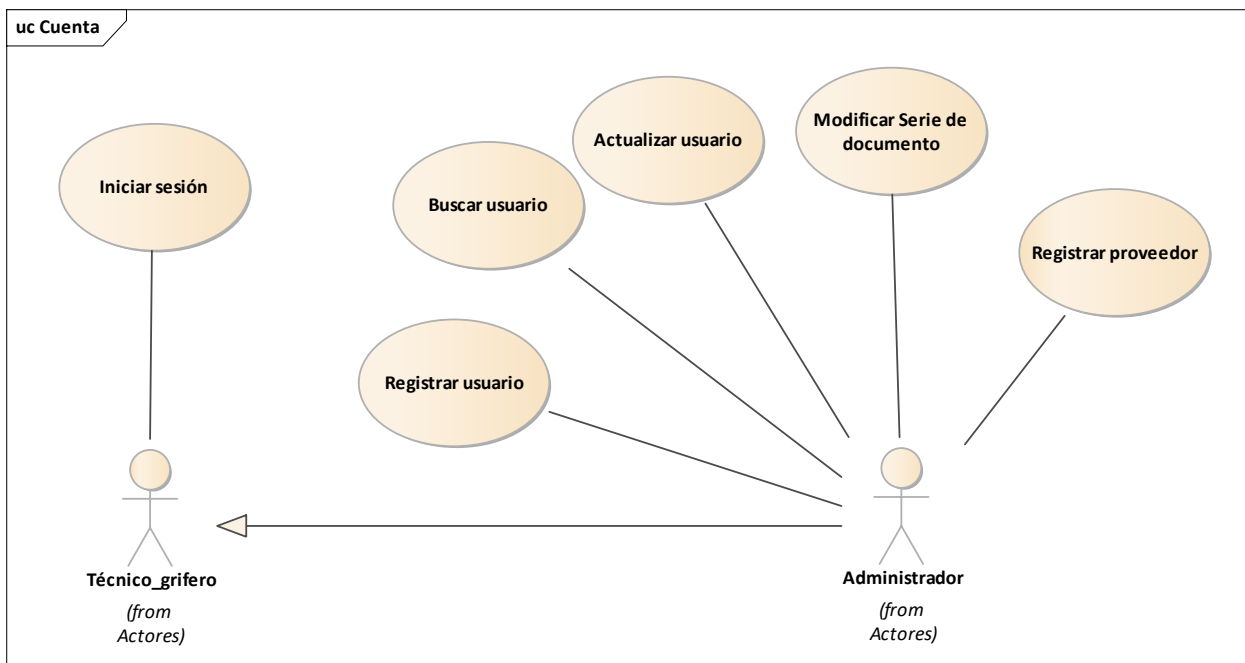 uc Cuenta
Iniciar sesión
Buscar usuario
Actualizar usuario
Modificar Serie de
documento
Registrar proveedor
Registrar usuario
Técnico_grifero
(from
Actores)
Administrador
(from
Actores)